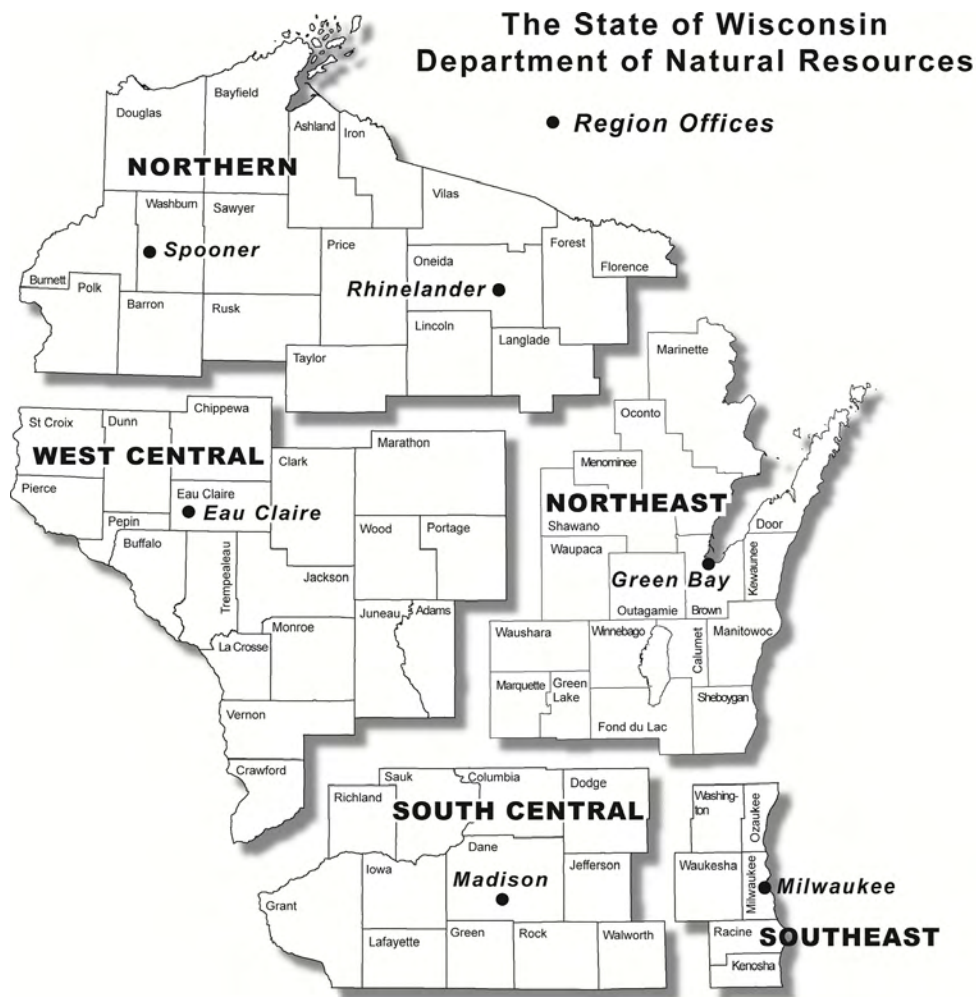 The State of Wisconsin
Department of Natural Resources
Region Offices
Bayfield
Douglas
Ashland
Iron
NORTHERN
Vilas
Washburn
Sawyer
Price
Forest
Spooner
Oneida
Florence
Burnett
Polk
Rhinelander
Barron
Rusk
Lincoln
Langlade
Taylor
Marinette
Chippewa
St Croix
Dunn
Oconto
Marathon
WEST CENTRAL
Clark
Menominee
Pierce
Eau Claire
NORTHEAST
Eau Claire
Pepin
Wood
Portage
Shawano
Door
Buffalo
Waupaca
Kewaunee
Trempealeau
Jackson
Green Bay
Juneau
Adams
Outagamie
Brown
Monroe
Waushara
Winnebago
Calumet
Manitowoc
La Crosse
Marquette
Green
Lake
Sheboygan
Vernon
Fond du Lac
Crawford
Sauk
Columbia
Dodge
Richland
Washing-
ton
Ozaukee
SOUTH CENTRAL
Dane
Iowa
Jefferson
Waukesha
Milwaukee
Madison
Milwaukee
Grant
Lafayette
Green
Rock
Walworth
Racine
SOUTHEAST
Kenosha